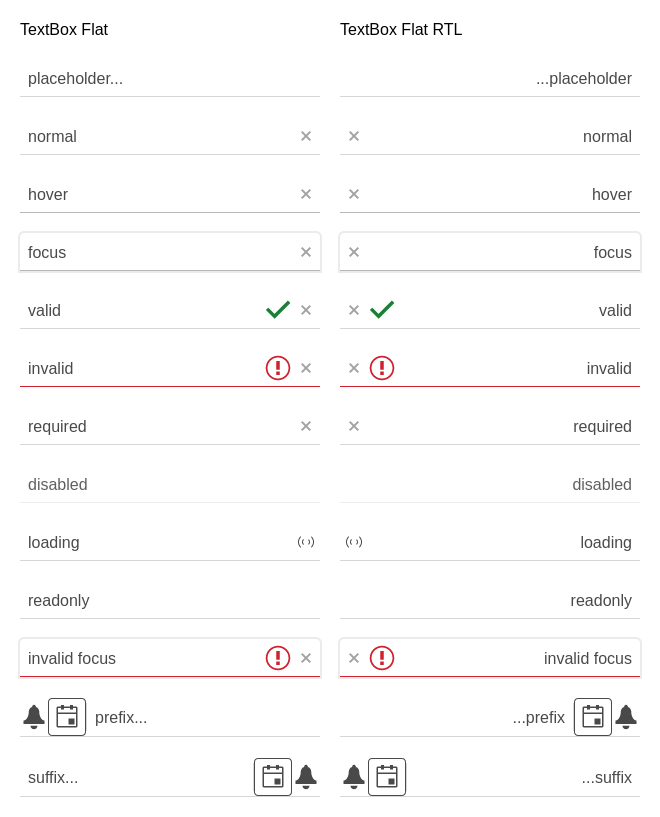 TextBox Flat
placeholder...
normal
hover
focus
valid
invalid
required
disabled
loading
readonly
invalid focus
prefix...
suffix...
TextBox Flat RTL
...placeholder
normal
hover
focus
valid
invalid
required
disabled
loading
readonly
invalid focus
...prefix
...suffix